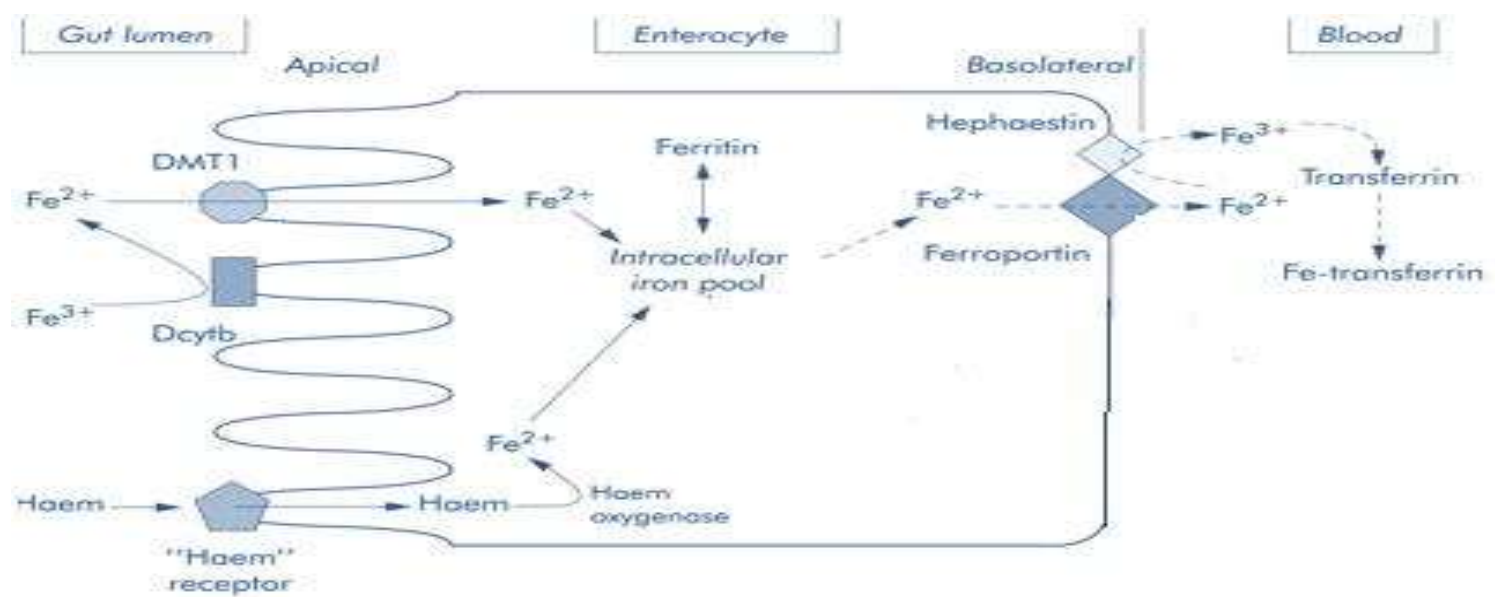 Gut lumen
Enterocyte
Blood
Apical
Basolateral
Hephaestin
Fe3+
Ferritin
DMT1
Transferrin
Fe2+
Fe2+
Fe2+
Fe2+
Intracellular
iron pool
Ferroportin
Fe-transferrin
Fe3+
Dcytb
Fe2+
Haem
Haem
Haem
oxygenase
"Haem"
receptor